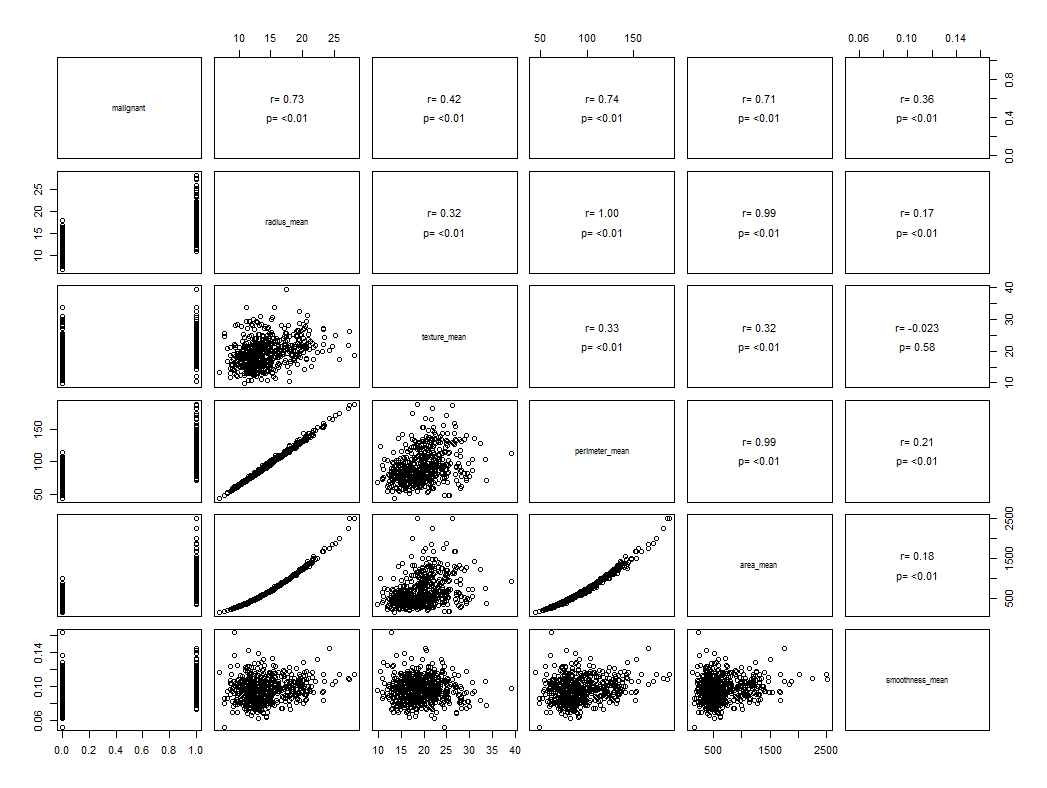 10 15 20 25 50 100 150 0.06 0.10 0.14
malignant r= 0.73 r= 0.42 r= 0.74 r= 0.71 r= 0.36
p= <0.01 p= <0.01 p= <0.01 p= <0.01 p= <0.01
0.0 0.4 0.8
10 15 20 25
radius_mean r= 0.32 r= 1.00 r= 0.99 r= 0.17
p= <0.01 p= <0.01 p= <0.01 p= <0.01
texture_mean r= 0.33 r= 0.32 r= -0.023
p= <0.01 p= <0.01 p= 0.58
10 20 30 40
50 100 150
perimeter_mean r= 0.99 r= 0.21
p= <0.01 p= <0.01
area_mean r= 0.18
p= <0.01
500 1500 2500
0.06 0.10 0.14
smoothness_mean
0.0 0.2 0.4 0.6 0.8 1.0 10 15 20 25 30 35 40 500 1500 2500